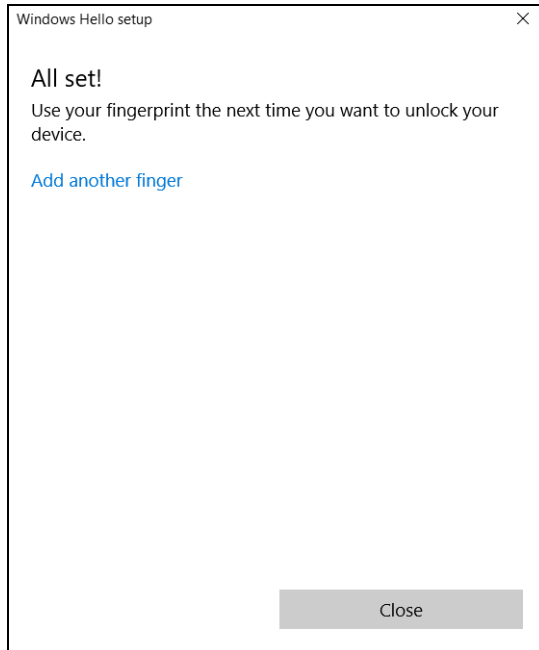 Windows Hello setup
All set!
Use your fingerprint the next time you want to unlock your
device.
Add another finger
Close